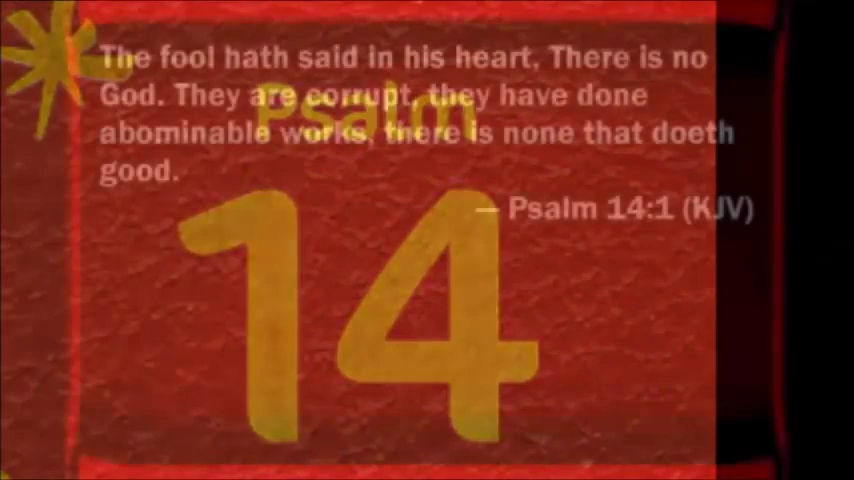 The fool hath said in his heart, There is no
God. They are corrupt, they have done
abominable works, there is none that doeth
good.
— Psalm 14:1 (KJV)
Psalm
14